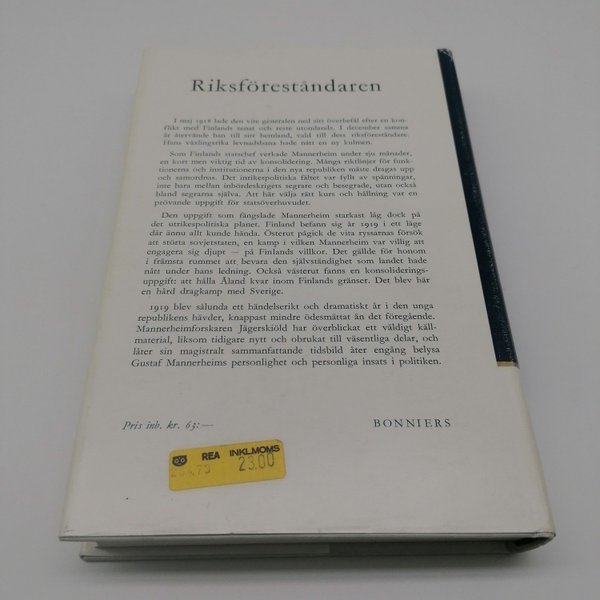 Riksföreståndaren
I maj 1918 lade den vite generalen ned sitt överbefäl efter en kon-
flikt med Finlands senat och reste utomlands. I december samma
år återvände han till sitt hemland, vald till dess riksföreståndare.
Hans växlingsrika levnadsbana hade nått en ny kulmen.
Som Finlands statschef verkade Mannerheim under sju månader,
en kort men viktig tid av konsolidering. Många riktlinjer för funk-
tionerna och institutionerna i den nya republiken måste dragas upp
och samordnas. Det inrikespolitiska fältet var fyllt av spänningar,
inte bara mellan inbördeskrigets segrare och besegrade, utan också
bland segrarna själva. Att här välja rätt kurs och hållning var en
prövande uppgift för statsöverhuvudet.
Den uppgift som fängslade Mannerheim starkast låg dock på
det utrikespolitiska planet. Finland befann sig år 1919 i ett läge
där ännu allt kunde hända. Österut pågick de vita ryssarnas försök
att störta sovjetstaten, en kamp i vilken Mannerheim var villig att
engagera sig djupt — på Finlands villkor. Det gällde för honom
i främsta rummet att bevara den självständighet som landet hade
nått under hans ledning. Också västerut fanns en konsoliderings-
uppgift: att hålla Åland kvar inom Finlands gränser. Det blev här
en hård dragkamp med Sverige.
1919 blev sålunda ett händelserikt och dramatiskt år i den unga
republikens hävder, knappast mindre ödesmättat än det föregående.
Mannerheimforskaren Jägerskiöld har överblickat ett väldigt käll-
material, liksom tidigare nytt och obrukat till väsentliga delar, och
låter sin magistralt sammanfattande tidsbild åter engång belysa
Gustaf Mannerheims personlighet och personliga insats i politiken.
Pris inb. kr. 63:—
BONNIERS
REA INKLMOMS
23.00